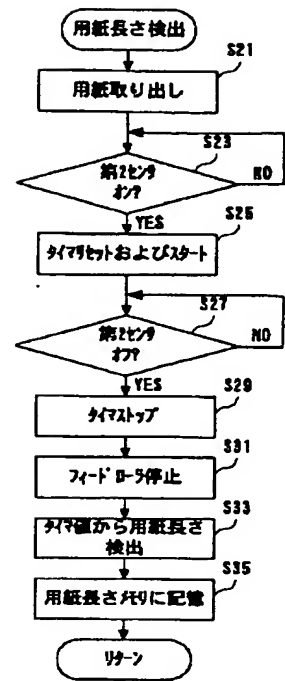 用紙長さ検出
S21
用紙取り出し
S23
第2センサ
オン?
NO
YES
S25
タイマリセットおよびスタート
S27
第2センサ
オフ?
NO
YES
S29
タイマストップ
S31
フィードローラ停止
S33
タイマ値から用紙長さ
検出
S35
用紙長さメモリに記憶
リターン